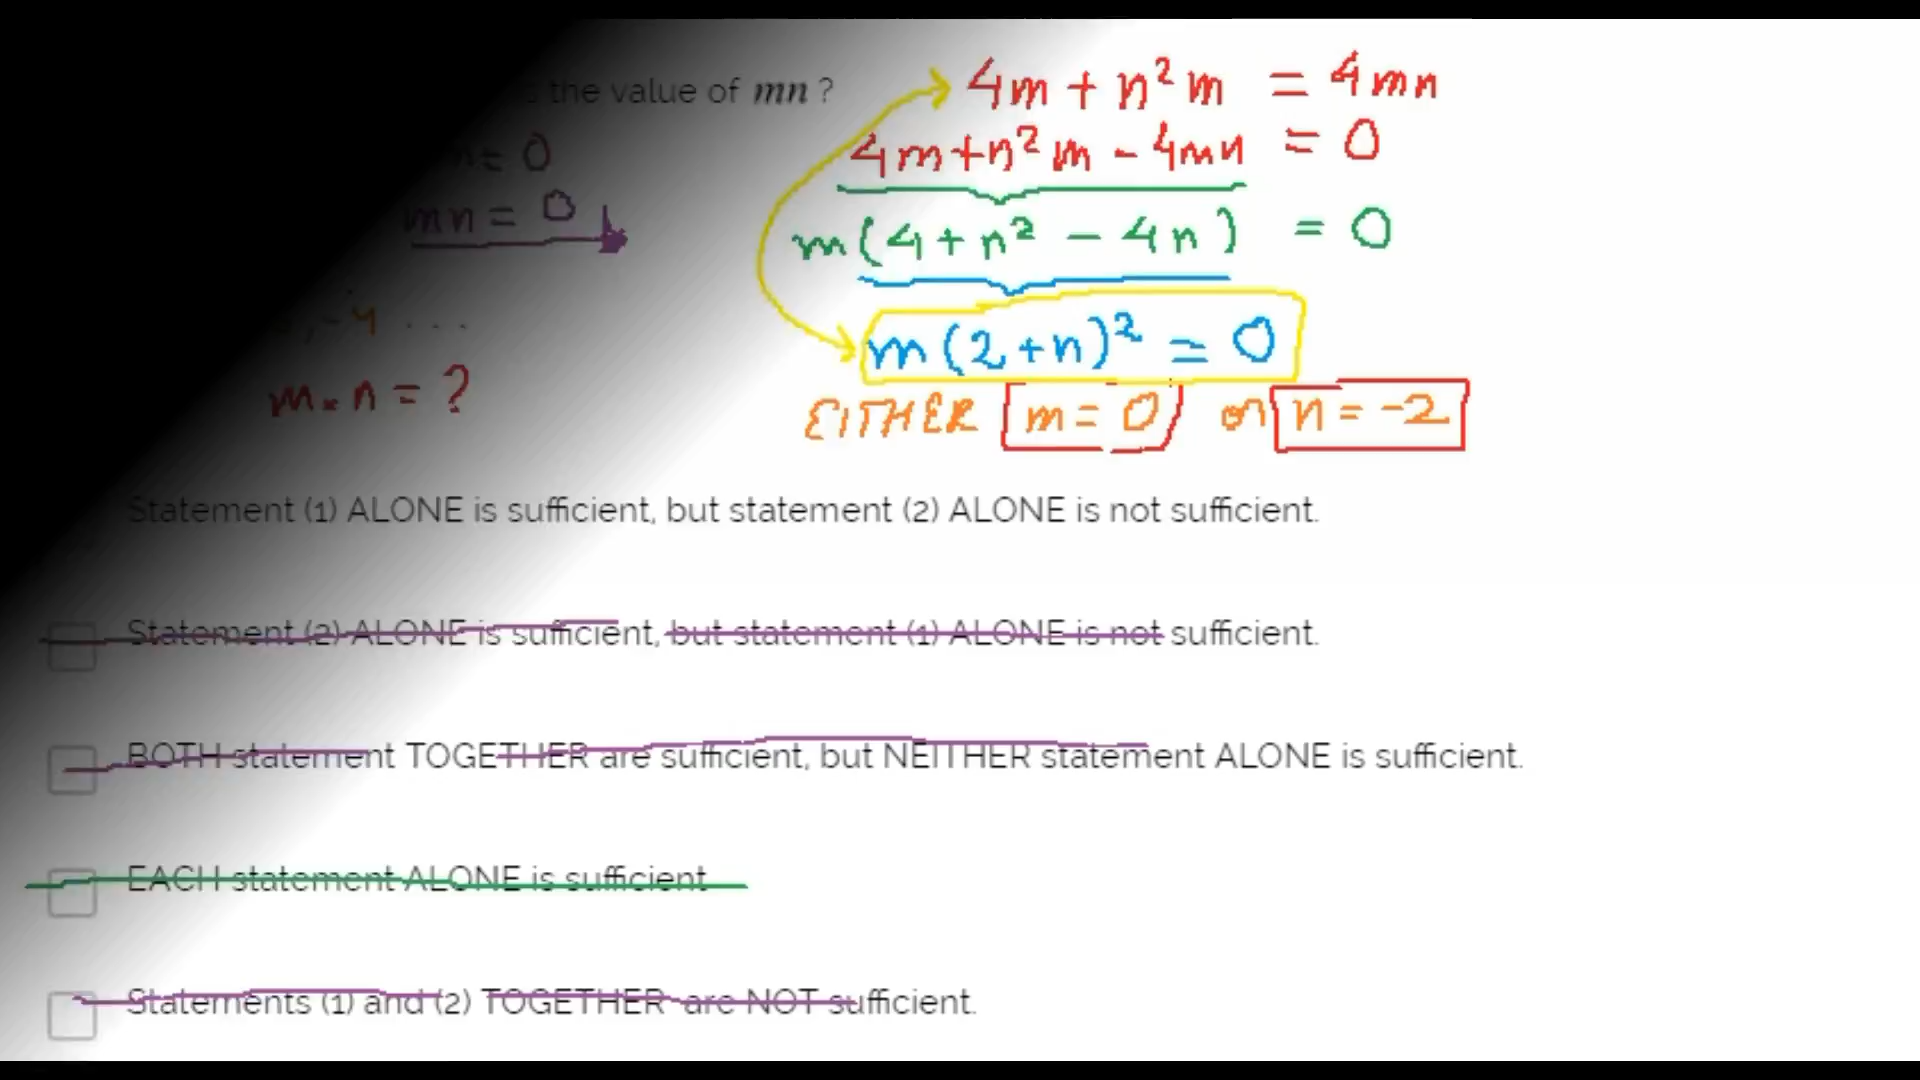 the value of mn ?
m = 0
mn = 0
, -4 ...
m × n = ?
4m + n²m = 4mn
4m + n²m - 4mn = 0
m(4 + n² - 4n) = 0
m(2+n)² = 0
EITHER m = 0 or n = -2
Statement (1) ALONE is sufficient, but statement (2) ALONE is not sufficient.
Statement (2) ALONE is sufficient, but statement (1) ALONE is not sufficient.
BOTH statement TOGETHER are sufficient, but NEITHER statement ALONE is sufficient.
EACH statement ALONE is sufficient
Statements (1) and (2) TOGETHER are NOT sufficient.